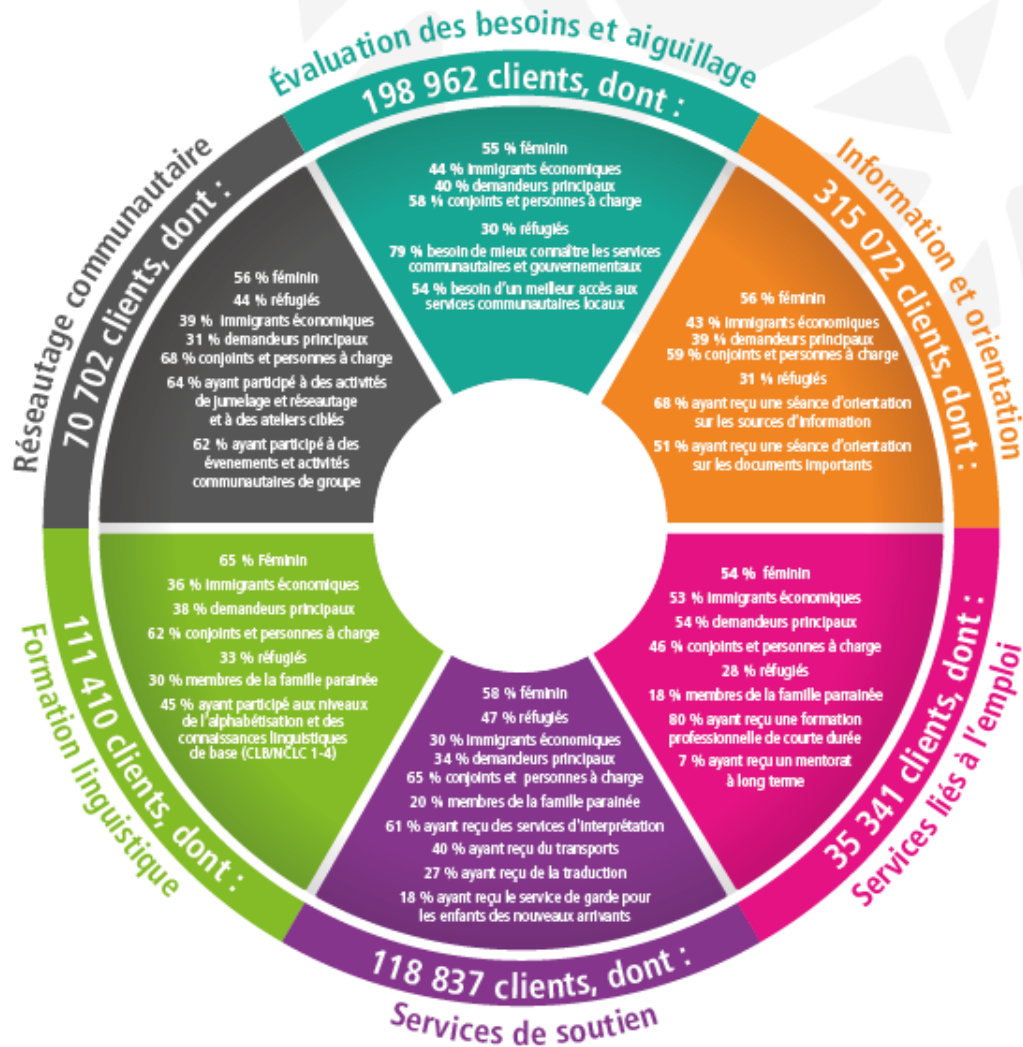 Évaluation des besoins et aiguillage
198 962 clients, dont :
55 % féminin
44 % immigrants économiques
40 % demandeurs principaux
58 % conjoints et personnes à charge
30 % réfugiés
79 % besoin de mieux connaître les services
communautaires et gouvernementaux
54 % besoin d'un meilleur accès aux
services communautaires locaux
Information et orientation
315 072 clients, dont :
56 % féminin
43 % immigrants économiques
39 % demandeurs principaux
59 % conjoints et personnes à charge
31 % réfugiés
68 % ayant reçu une séance d'orientation
sur les sources d'information
51 % ayant reçu une séance d'orientation
sur les documents importants
Services liés à l'emploi
35 341 clients, dont :
54 % féminin
53 % immigrants économiques
54 % demandeurs principaux
46 % conjoints et personnes à charge
28 % réfugiés
18 % membres de la famille parrainée
80 % ayant reçu une formation
professionnelle de courte durée
7 % ayant reçu un mentorat
à long terme
Services de soutien
118 837 clients, dont :
58 % féminin
47 % réfugiés
30 % immigrants économiques
34 % demandeurs principaux
65 % conjoints et personnes à charge
20 % membres de la famille parainée
61 % ayant reçu des services d'interprétation
40 % ayant reçu du transports
27 % ayant reçu de la traduction
18 % ayant reçu le service de garde pour
les enfants des nouveaux arrivants
Formation linguistique
111 410 clients, dont :
65 % Féminin
36 % immigrants économiques
38 % demandeurs principaux
62 % conjoints et personnes à charge
33 % réfugiés
30 % membres de la famille parainée
45 % ayant participé aux niveaux
de l'alphabétisation et des
connaissances linguistiques
de base (CLB/NCLC 1-4)
Réseautage communautaire
70 702 clients, dont :
56 % féminin
44 % réfugiés
39 % immigrants économiques
31 % demandeurs principaux
68 % conjoints et personnes à charge
64 % ayant participé à des activités
de jumelage et réseautage
et à des ateliers ciblés
62 % ayant participé à des
évenements et activités
communautaires de groupe